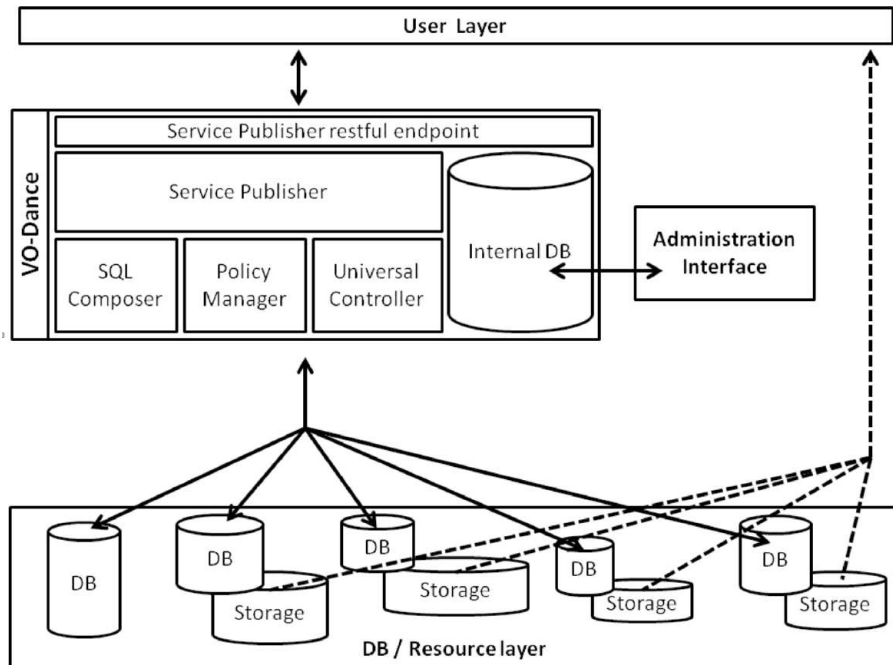 User Layer
VO-Dance
Service Publisher restful endpoint
Service Publisher
SQL
Composer
Policy
Manager
Universal
Controller
Internal DB
Administration
Interface
DB
DB
DB
DB
DB
Storage
Storage
Storage
Storage
DB / Resource layer